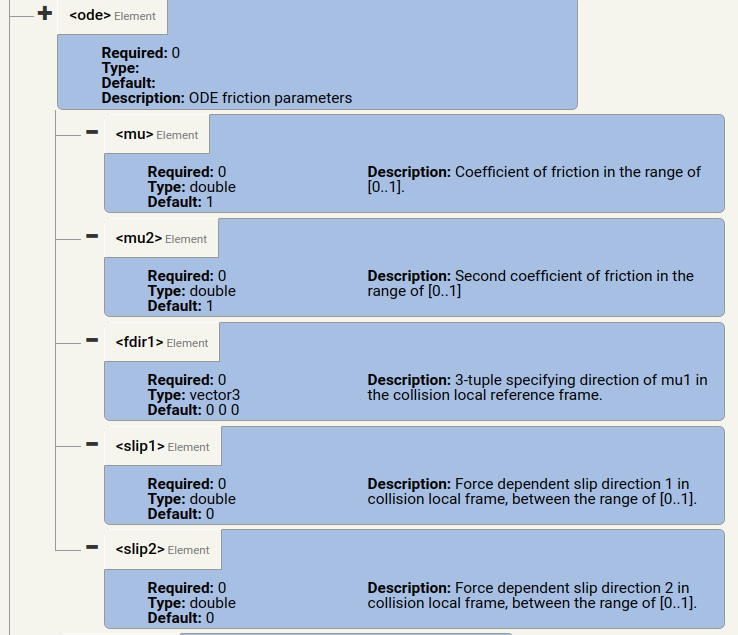 <ode> Element
Required: 0
Type:
Default:
Description: ODE friction parameters
<mu> Element
Required: 0
Type: double
Default: 1
Description: Coefficient of friction in the range of
[0..1].
<mu2> Element
Required: 0
Type: double
Default: 1
Description: Second coefficient of friction in the
range of [0..1]
<fdir1> Element
Required: 0
Type: vector3
Default: 0 0 0
Description: 3-tuple specifying direction of mu1 in
the collision local reference frame.
<slip1> Element
Required: 0
Type: double
Default: 0
Description: Force dependent slip direction 1 in
collision local frame, between the range of [0..1].
<slip2> Element
Required: 0
Type: double
Default: 0
Description: Force dependent slip direction 2 in
collision local frame, between the range of [0..1].